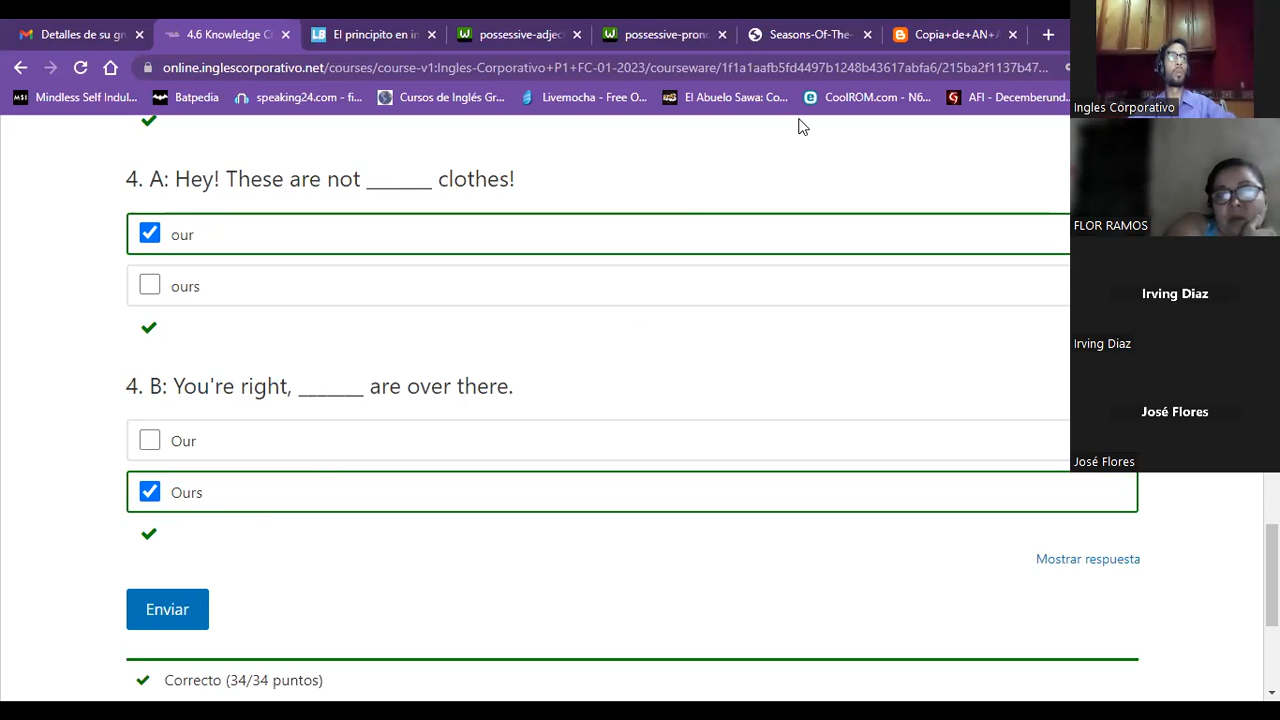 Detalles de su gr
4.6 Knowledge C
El principito en i
possessive-adjec
possessive-prono
Seasons-Of-The-
Copia+de+AN+A
online.inglescorporativo.net/courses/course-v1:Ingles-Corporativo+P1+FC-01-2023/courseware/1f1a1aafb5fd4497b1248b43617abfa6/215ba2f1137b47...
Mindless Self Indul...
Batpedia
speaking24.com - fi...
Cursos de Inglés Gr...
Livemocha - Free O...
El Abuelo Sawa: Co...
CoolROM.com - N6...
AFI - Decemberund...
4. A: Hey! These are not _______ clothes!
our
ours
4. B: You're right, _______ are over there.
Our
Ours
Mostrar respuesta
Enviar
Correcto (34/34 puntos)
Ingles Corporativo
FLOR RAMOS
Irving Diaz
Irving Diaz
José Flores
José Flores